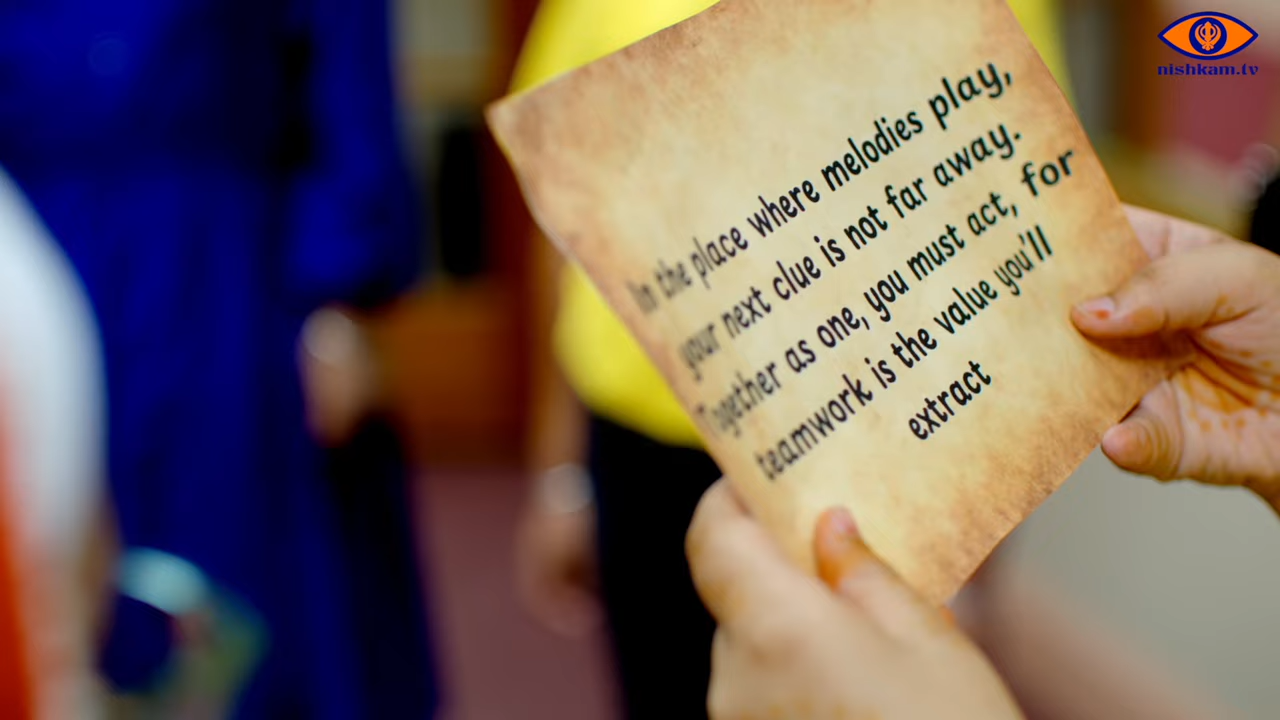 nishkam.tv
In the place where melodies play,
your next clue is not far away.
Together as one, you must act, for
teamwork is the value you'll
extract